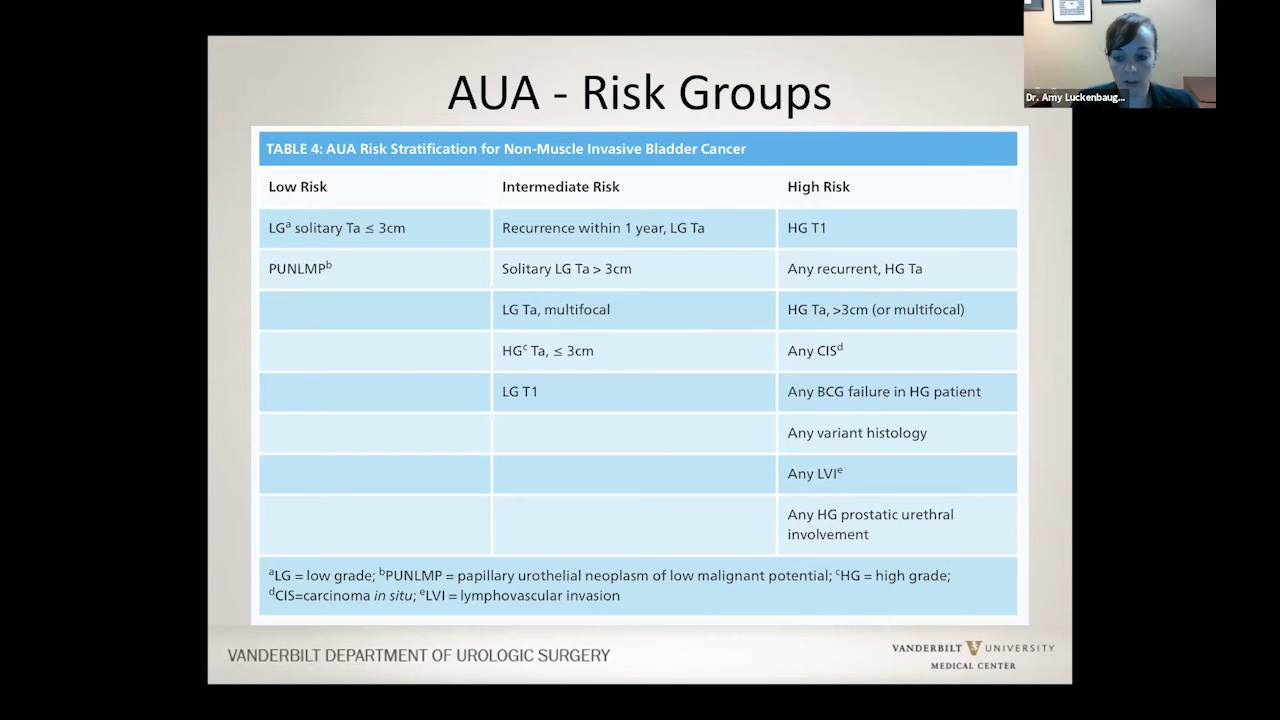 Dr. Amy Luckenbaug...
AUA - Risk Groups
TABLE 4: AUA Risk Stratification for Non-Muscle Invasive Bladder Cancer
Low Risk Intermediate Risk High Risk
LGᵃ solitary Ta ≤ 3cm Recurrence within 1 year, LG Ta HG T1
PUNLMPᵇ Solitary LG Ta > 3cm Any recurrent, HG Ta
LG Ta, multifocal HG Ta, >3cm (or multifocal)
HGᶜ Ta, ≤ 3cm Any CISᵈ
LG T1 Any BCG failure in HG patient
Any variant histology
Any LVIᵉ
Any HG prostatic urethral
involvement
ᵃLG = low grade; ᵇPUNLMP = papillary urothelial neoplasm of low malignant potential; ᶜHG = high grade;
ᵈCIS=carcinoma in situ; ᵉLVI = lymphovascular invasion
VANDERBILT DEPARTMENT OF UROLOGIC SURGERY
VANDERBILT V UNIVERSITY
MEDICAL CENTER